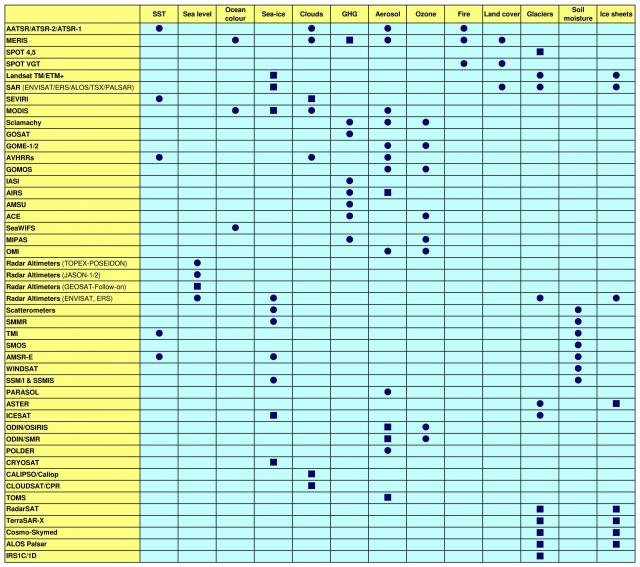 SST Sea level Ocean colour Sea-ice Clouds GHG Aerosol Ozone Fire Land cover Glaciers Soil moisture Ice sheets
AATSR/ATSR-2/ATSR-1
MERIS
SPOT 4,5
SPOT VGT
Landsat TM/ETM+
SAR (ENVISAT/ERS/ALOS/TSX/PALSAR)
SEVIRI
MODIS
Sciamachy
GOSAT
GOME-1/2
AVHRRs
GOMOS
IASI
AIRS
AMSU
ACE
SeaWIFS
MIPAS
OMI
Radar Altimeters (TOPEX-POSEIDON)
Radar Altimeters (JASON-1/2)
Radar Altimeters (GEOSAT-Follow-on)
Radar Altimeters (ENVISAT, ERS)
Scatterometers
SMMR
TMI
SMOS
AMSR-E
WINDSAT
SSM/I & SSMIS
PARASOL
ASTER
ICESAT
ODIN/OSIRIS
ODIN/SMR
POLDER
CRYOSAT
CALIPSO/Caliop
CLOUDSAT/CPR
TOMS
RadarSAT
TerraSAR-X
Cosmo-Skymed
ALOS Palsar
IRS1C/1D